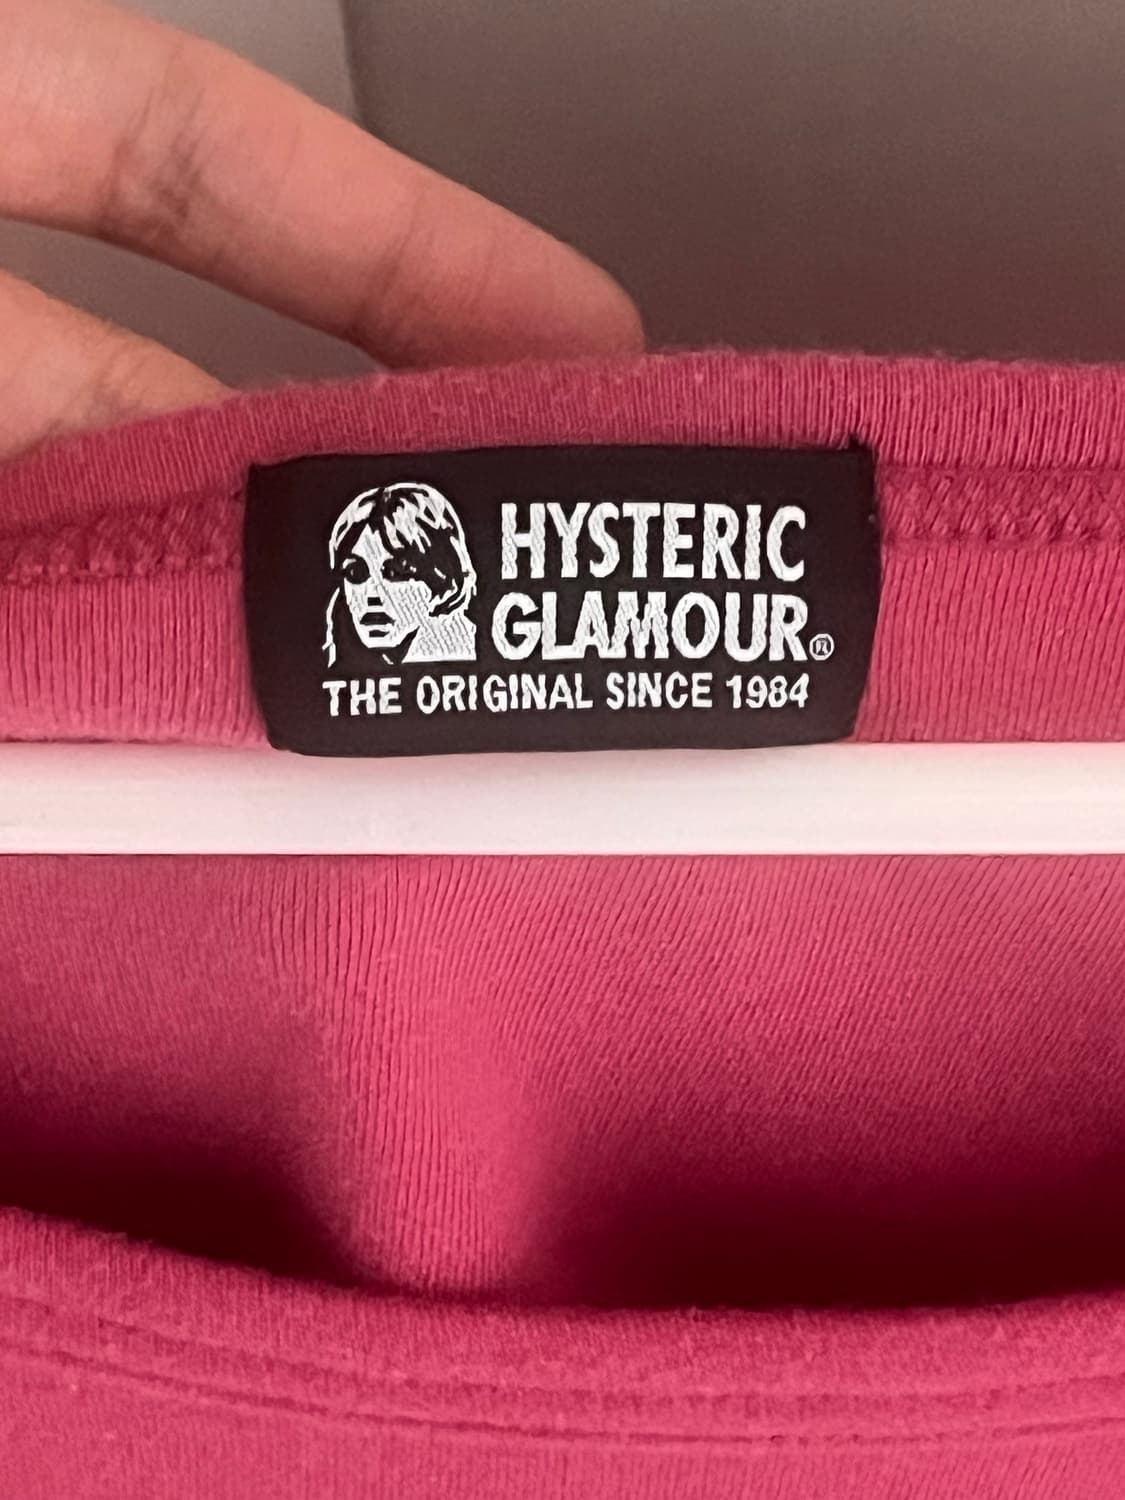 HYSTERIC
GLAMOUR®
THE ORIGINAL SINCE 1984